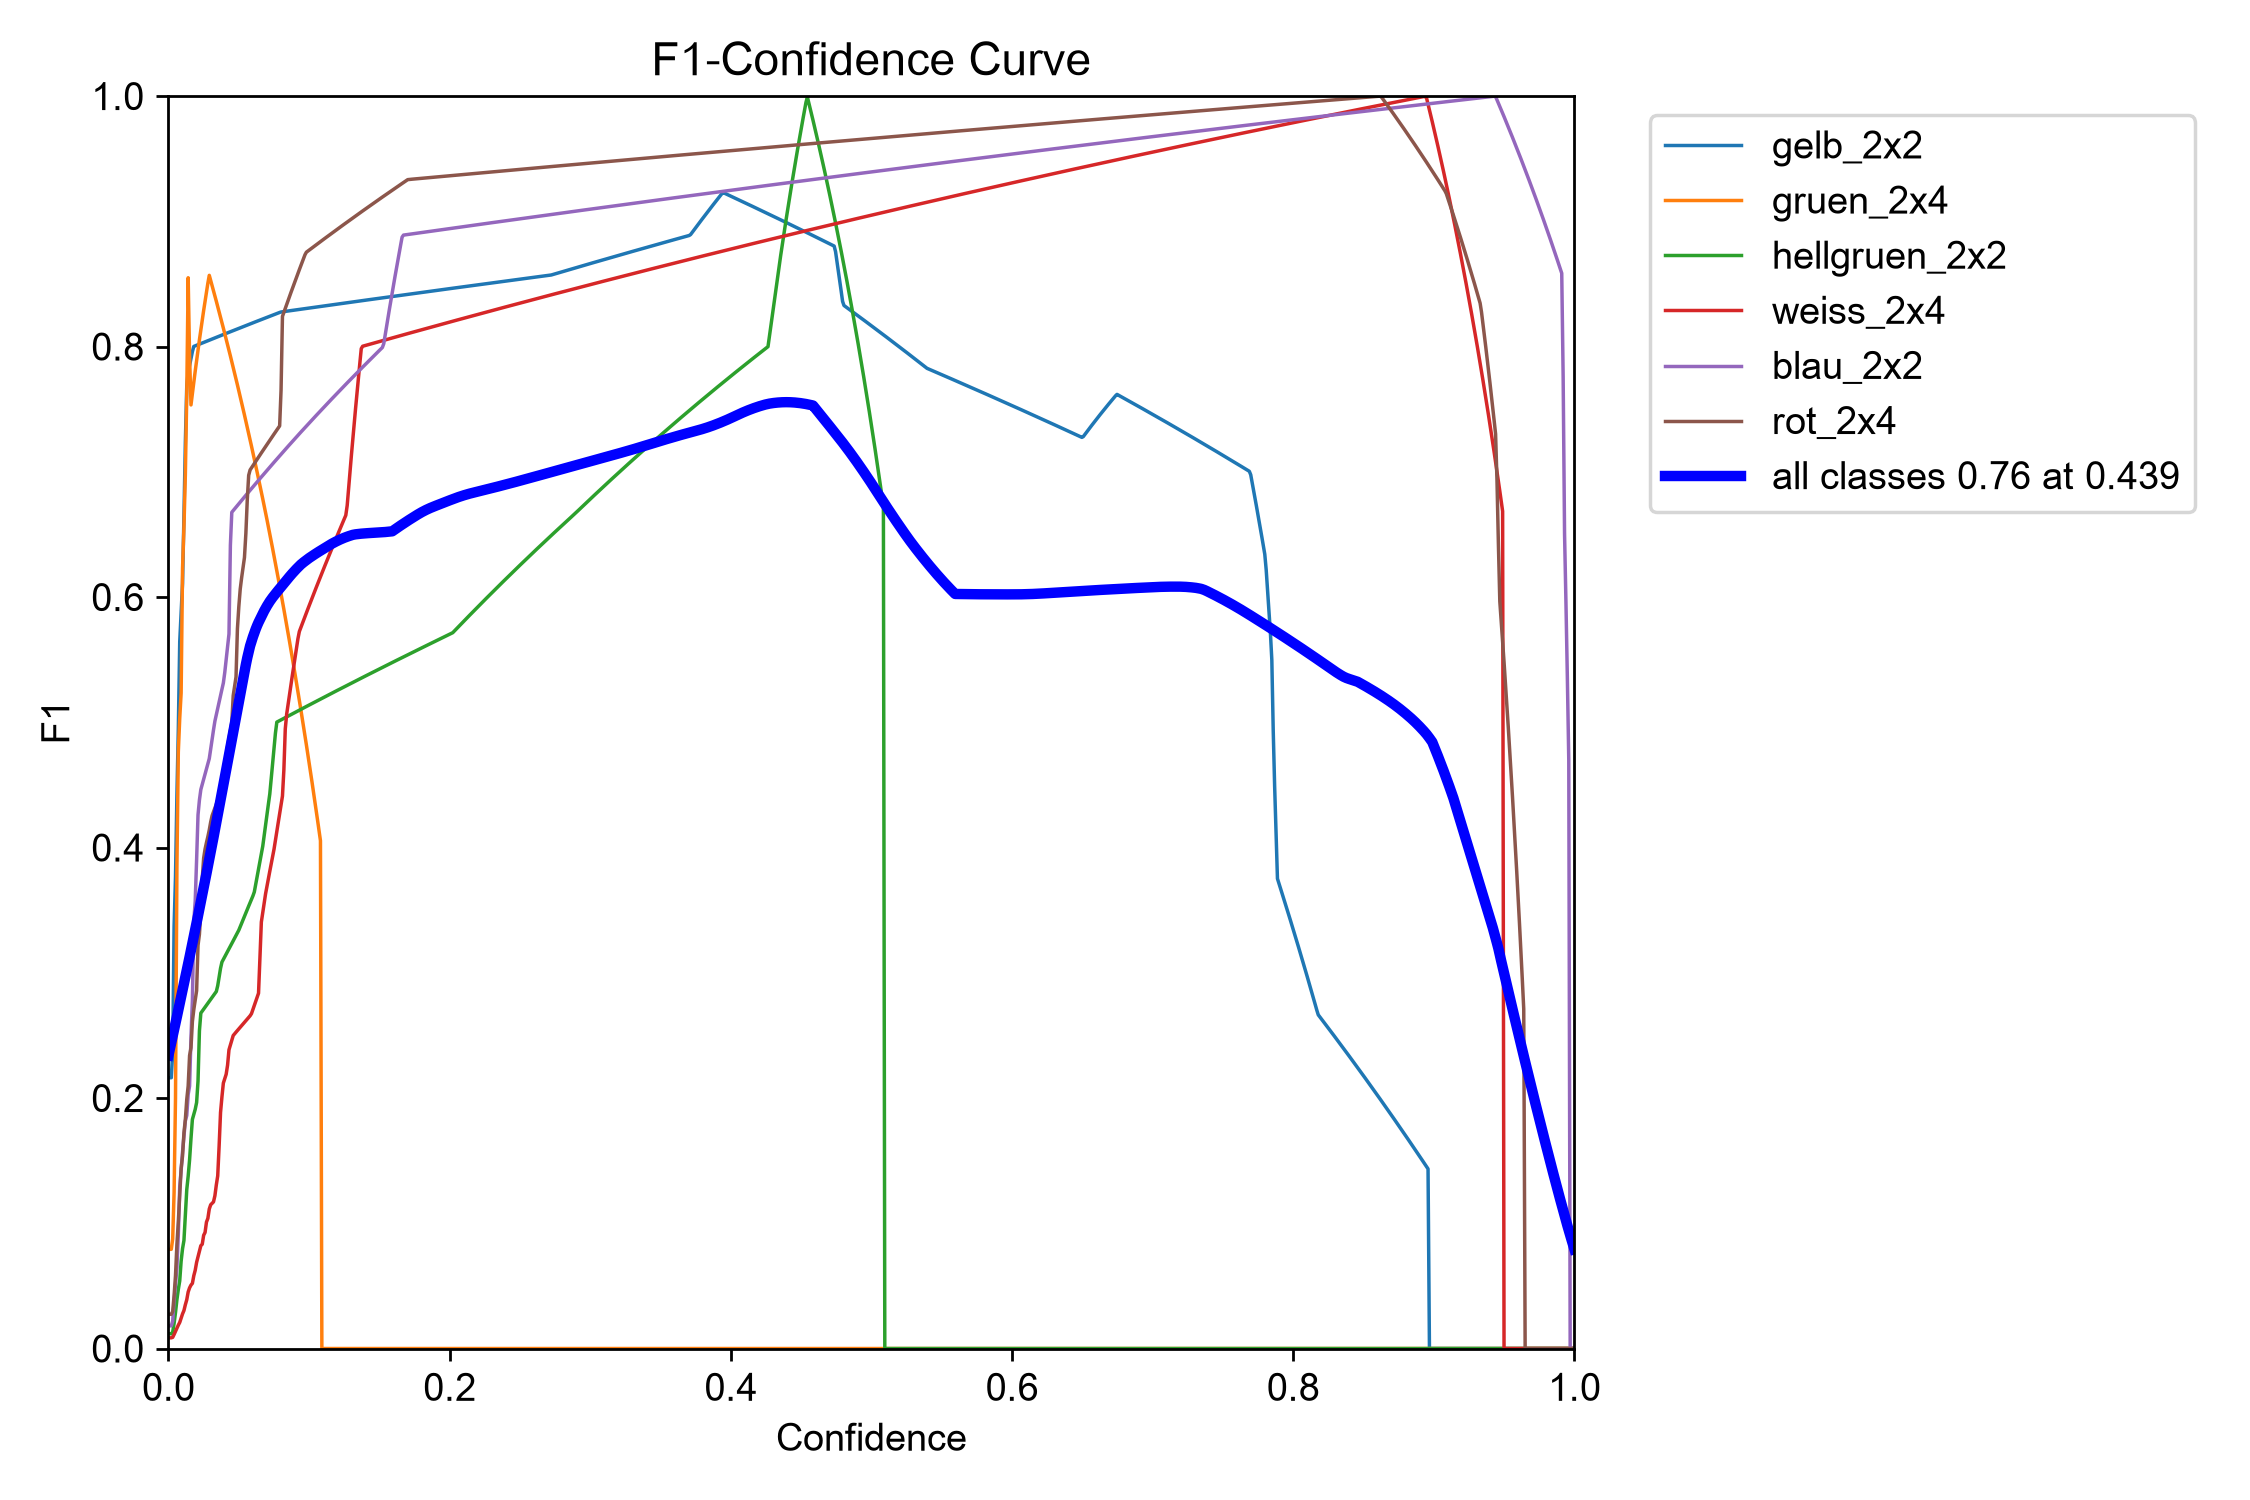 F1-Confidence Curve
1.0
0.8
0.6
0.4
0.2
0.0
F1
0.0 0.2 0.4 0.6 0.8 1.0
Confidence
gelb_2x2
gruen_2x4
hellgruen_2x2
weiss_2x4
blau_2x2
rot_2x4
all classes 0.76 at 0.439